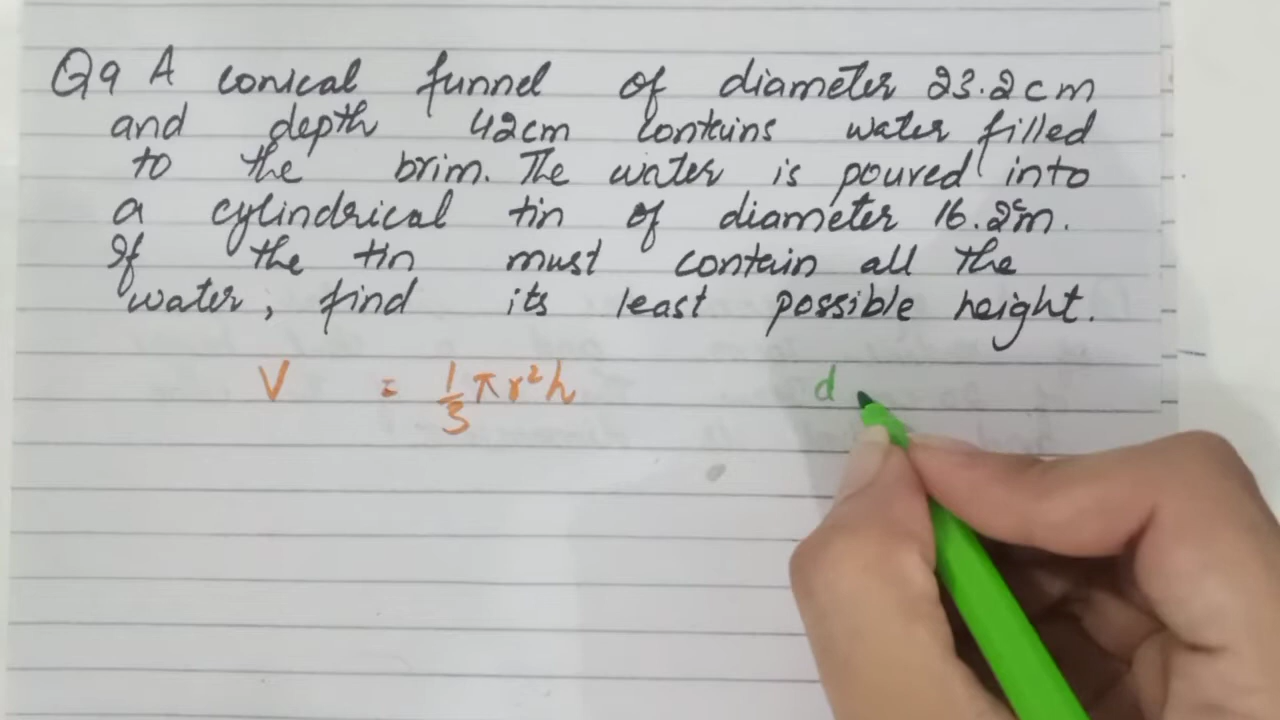 Q9 A conical funnel of diameter 23.2cm
and depth 42cm contains water filled
to the brim. The water is poured into
a cylindrical tin of diameter 16.2cm.
If the tin must contain all the
water, find its least possible height.
V = 1/3 πr²h d